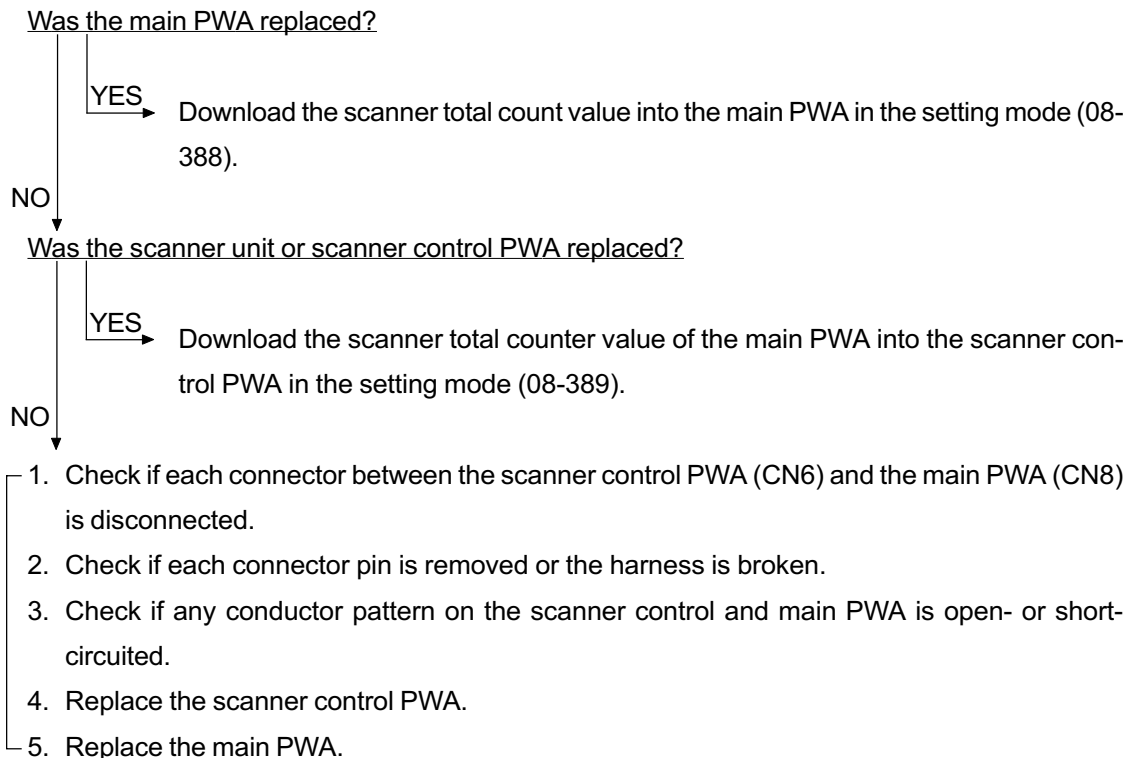 Was the main PWA replaced?
YES
Download the scanner total count value into the main PWA in the setting mode (08-
388).
NO
Was the scanner unit or scanner control PWA replaced?
YES
Download the scanner total counter value of the main PWA into the scanner con-
trol PWA in the setting mode (08-389).
NO
1. Check if each connector between the scanner control PWA (CN6) and the main PWA (CN8)
is disconnected.
2. Check if each connector pin is removed or the harness is broken.
3. Check if any conductor pattern on the scanner control and main PWA is open- or short-
circuited.
4. Replace the scanner control PWA.
5. Replace the main PWA.